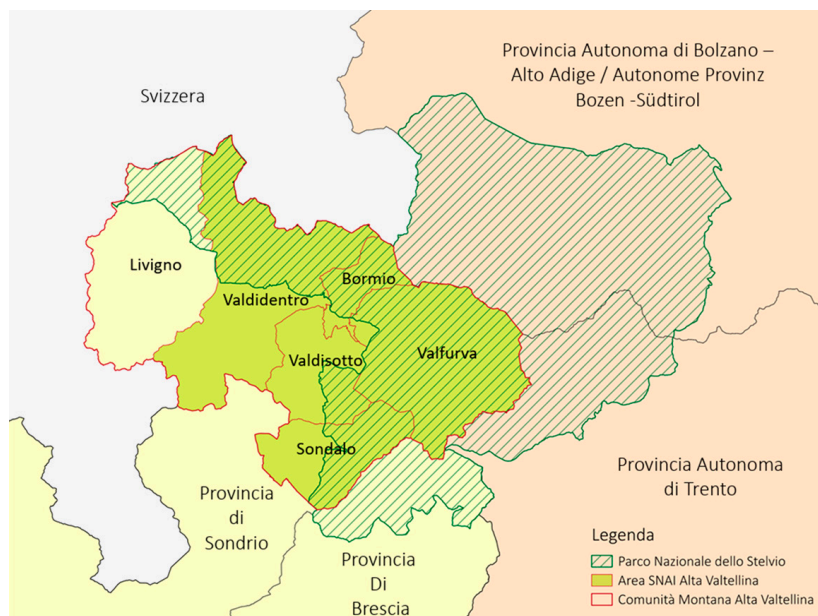 Provincia Autonoma di Bolzano –
Alto Adige / Autonome Provinz
Bozen -Südtirol
Svizzera
Livigno
Bormio
Valdidentro
Valdisotto
Valfurva
Sondalo
Provincia
di
Sondrio
Provincia Autonoma
di Trento
Provincia
Di
Brescia
Legenda
Parco Nazionale dello Stelvio
Area SNAI Alta Valtellina
Comunità Montana Alta Valtellina